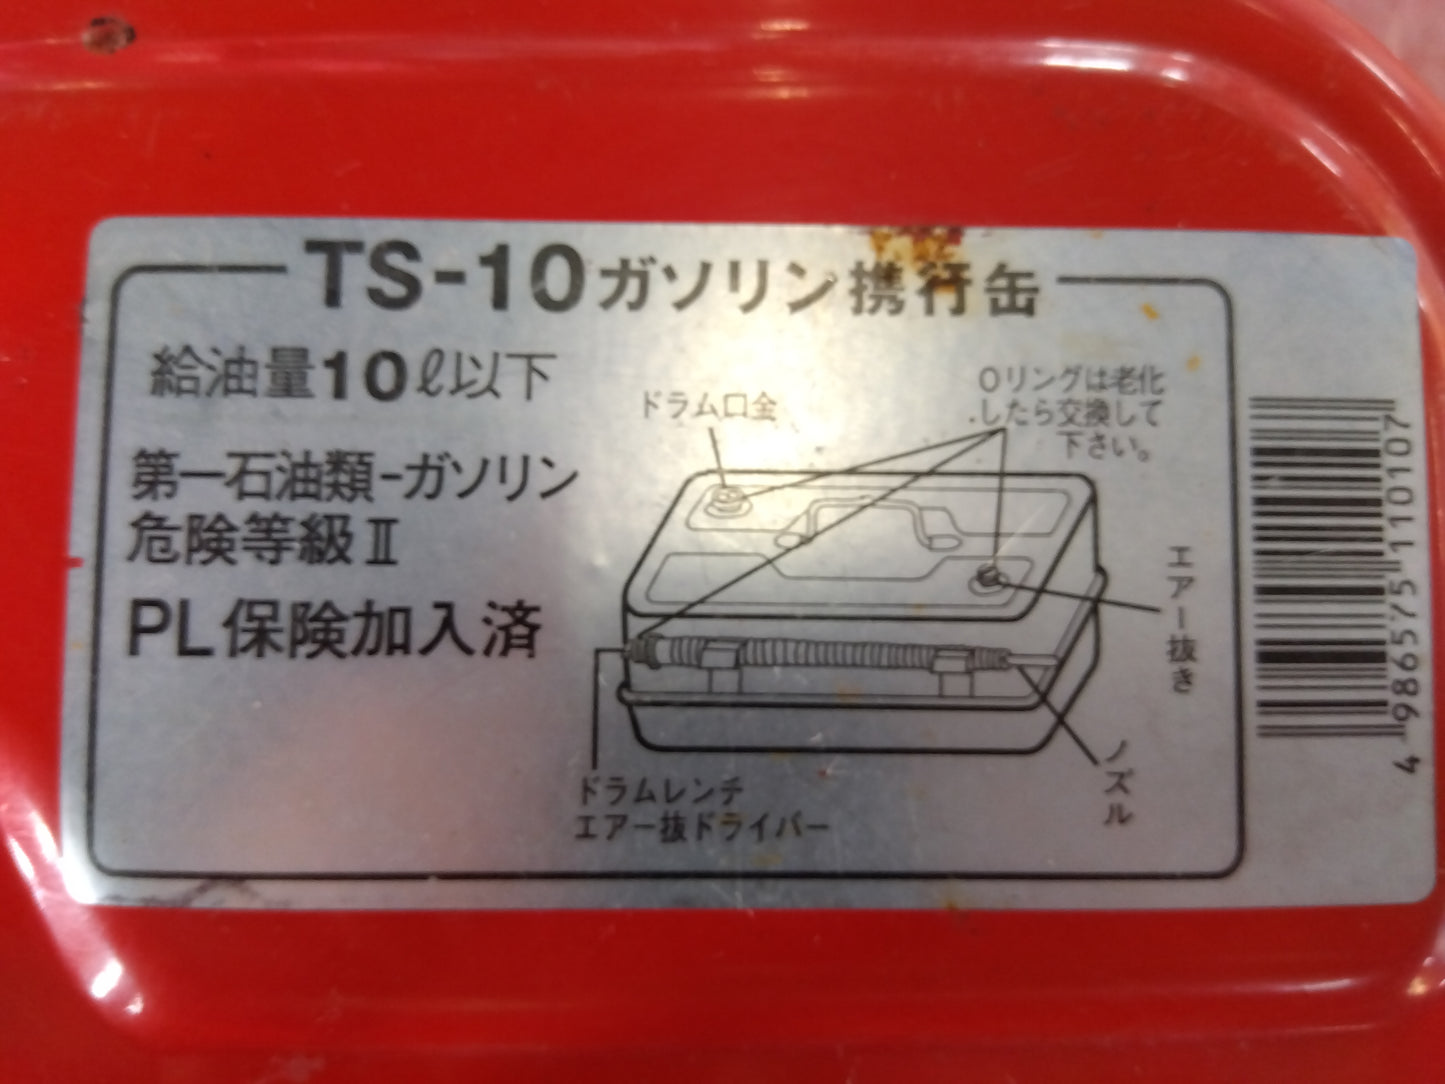 TS-10ガソリン携行缶
給油量10ℓ以下
第一石油類-ガソリン
危険等級Ⅱ
PL保険加入済
ドラム口金
Oリングは老化
したら交換して
下さい。
エアー抜き
ノズル
ドラムレンチ
エアー抜ドライバー
4 986575 110107